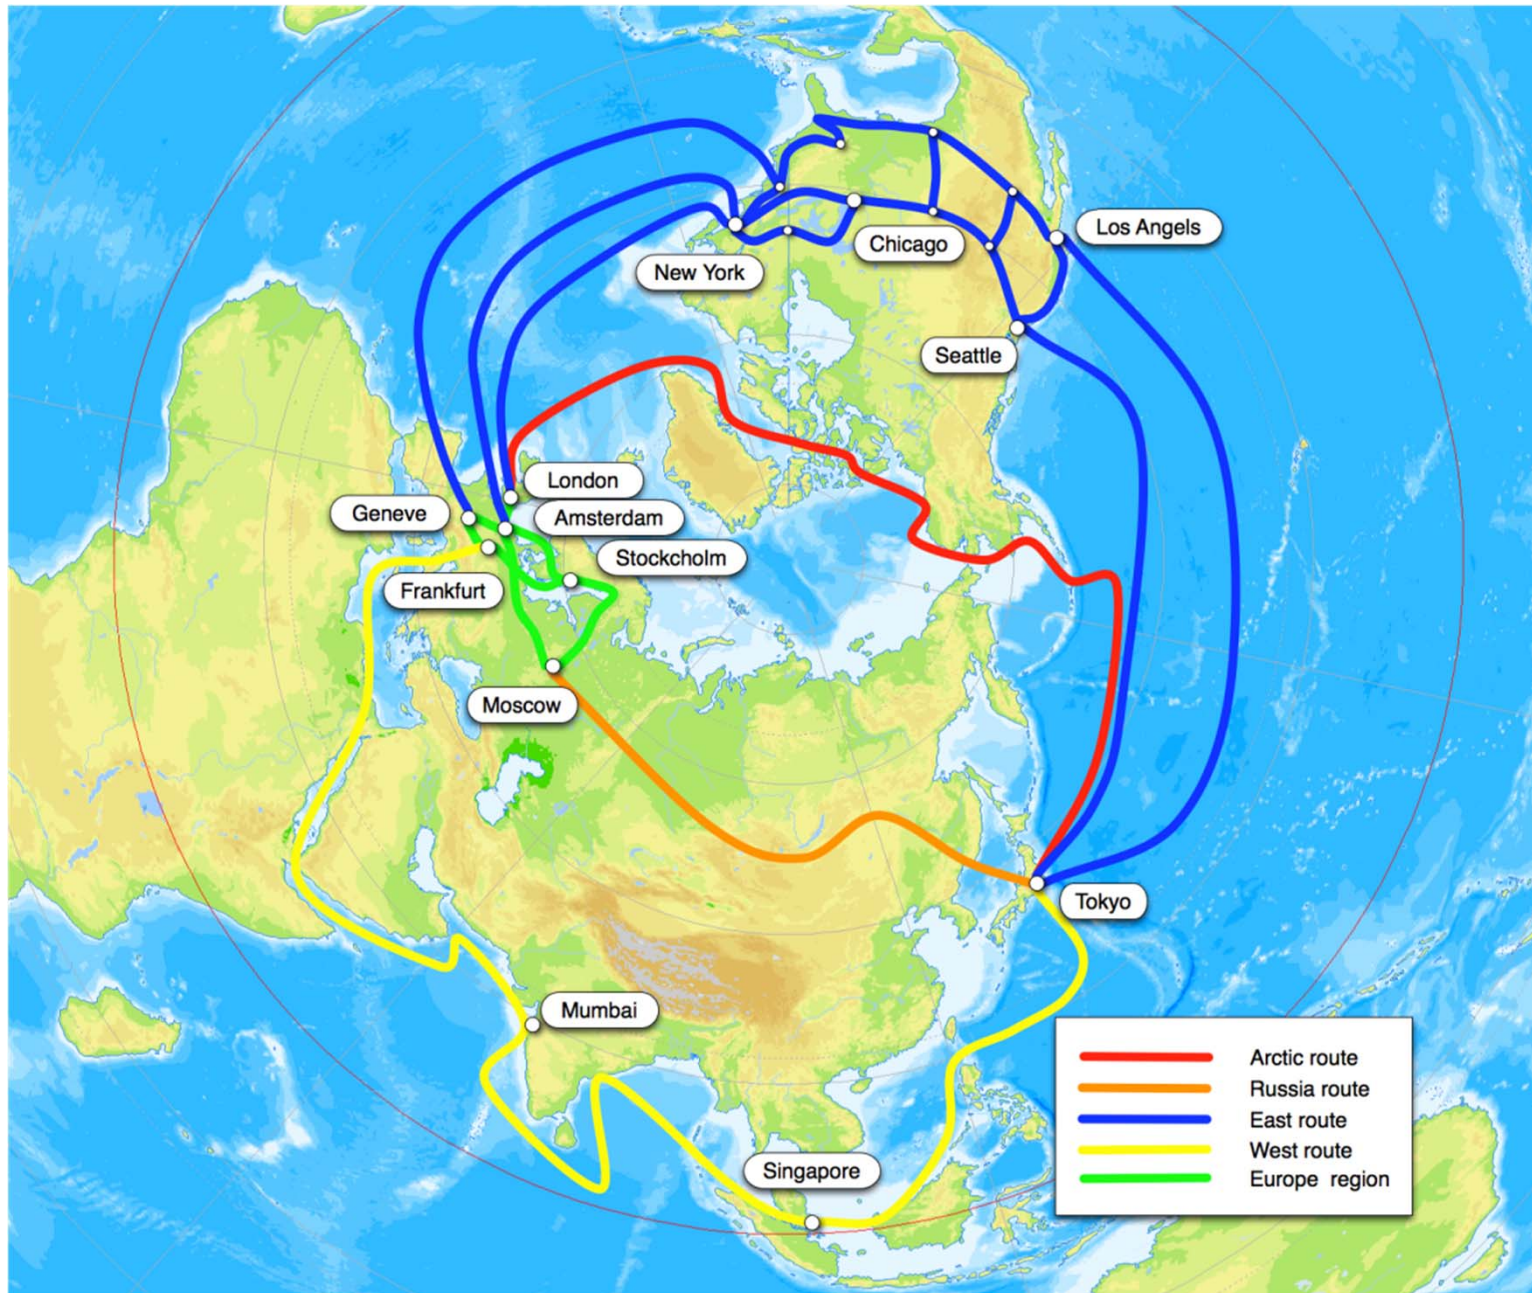 Los Angels
Chicago
New York
Seattle
London
Geneve
Amsterdam
Stockcholm
Frankfurt
Moscow
Tokyo
Mumbai
Singapore
Arctic route
Russia route
East route
West route
Europe region